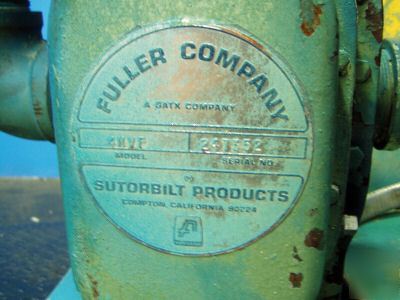 FULLER COMPANY
A GATX COMPANY
MODEL
SERIAL NO
SUTORBILT PRODUCTS
COMPTON, CALIFORNIA 90224